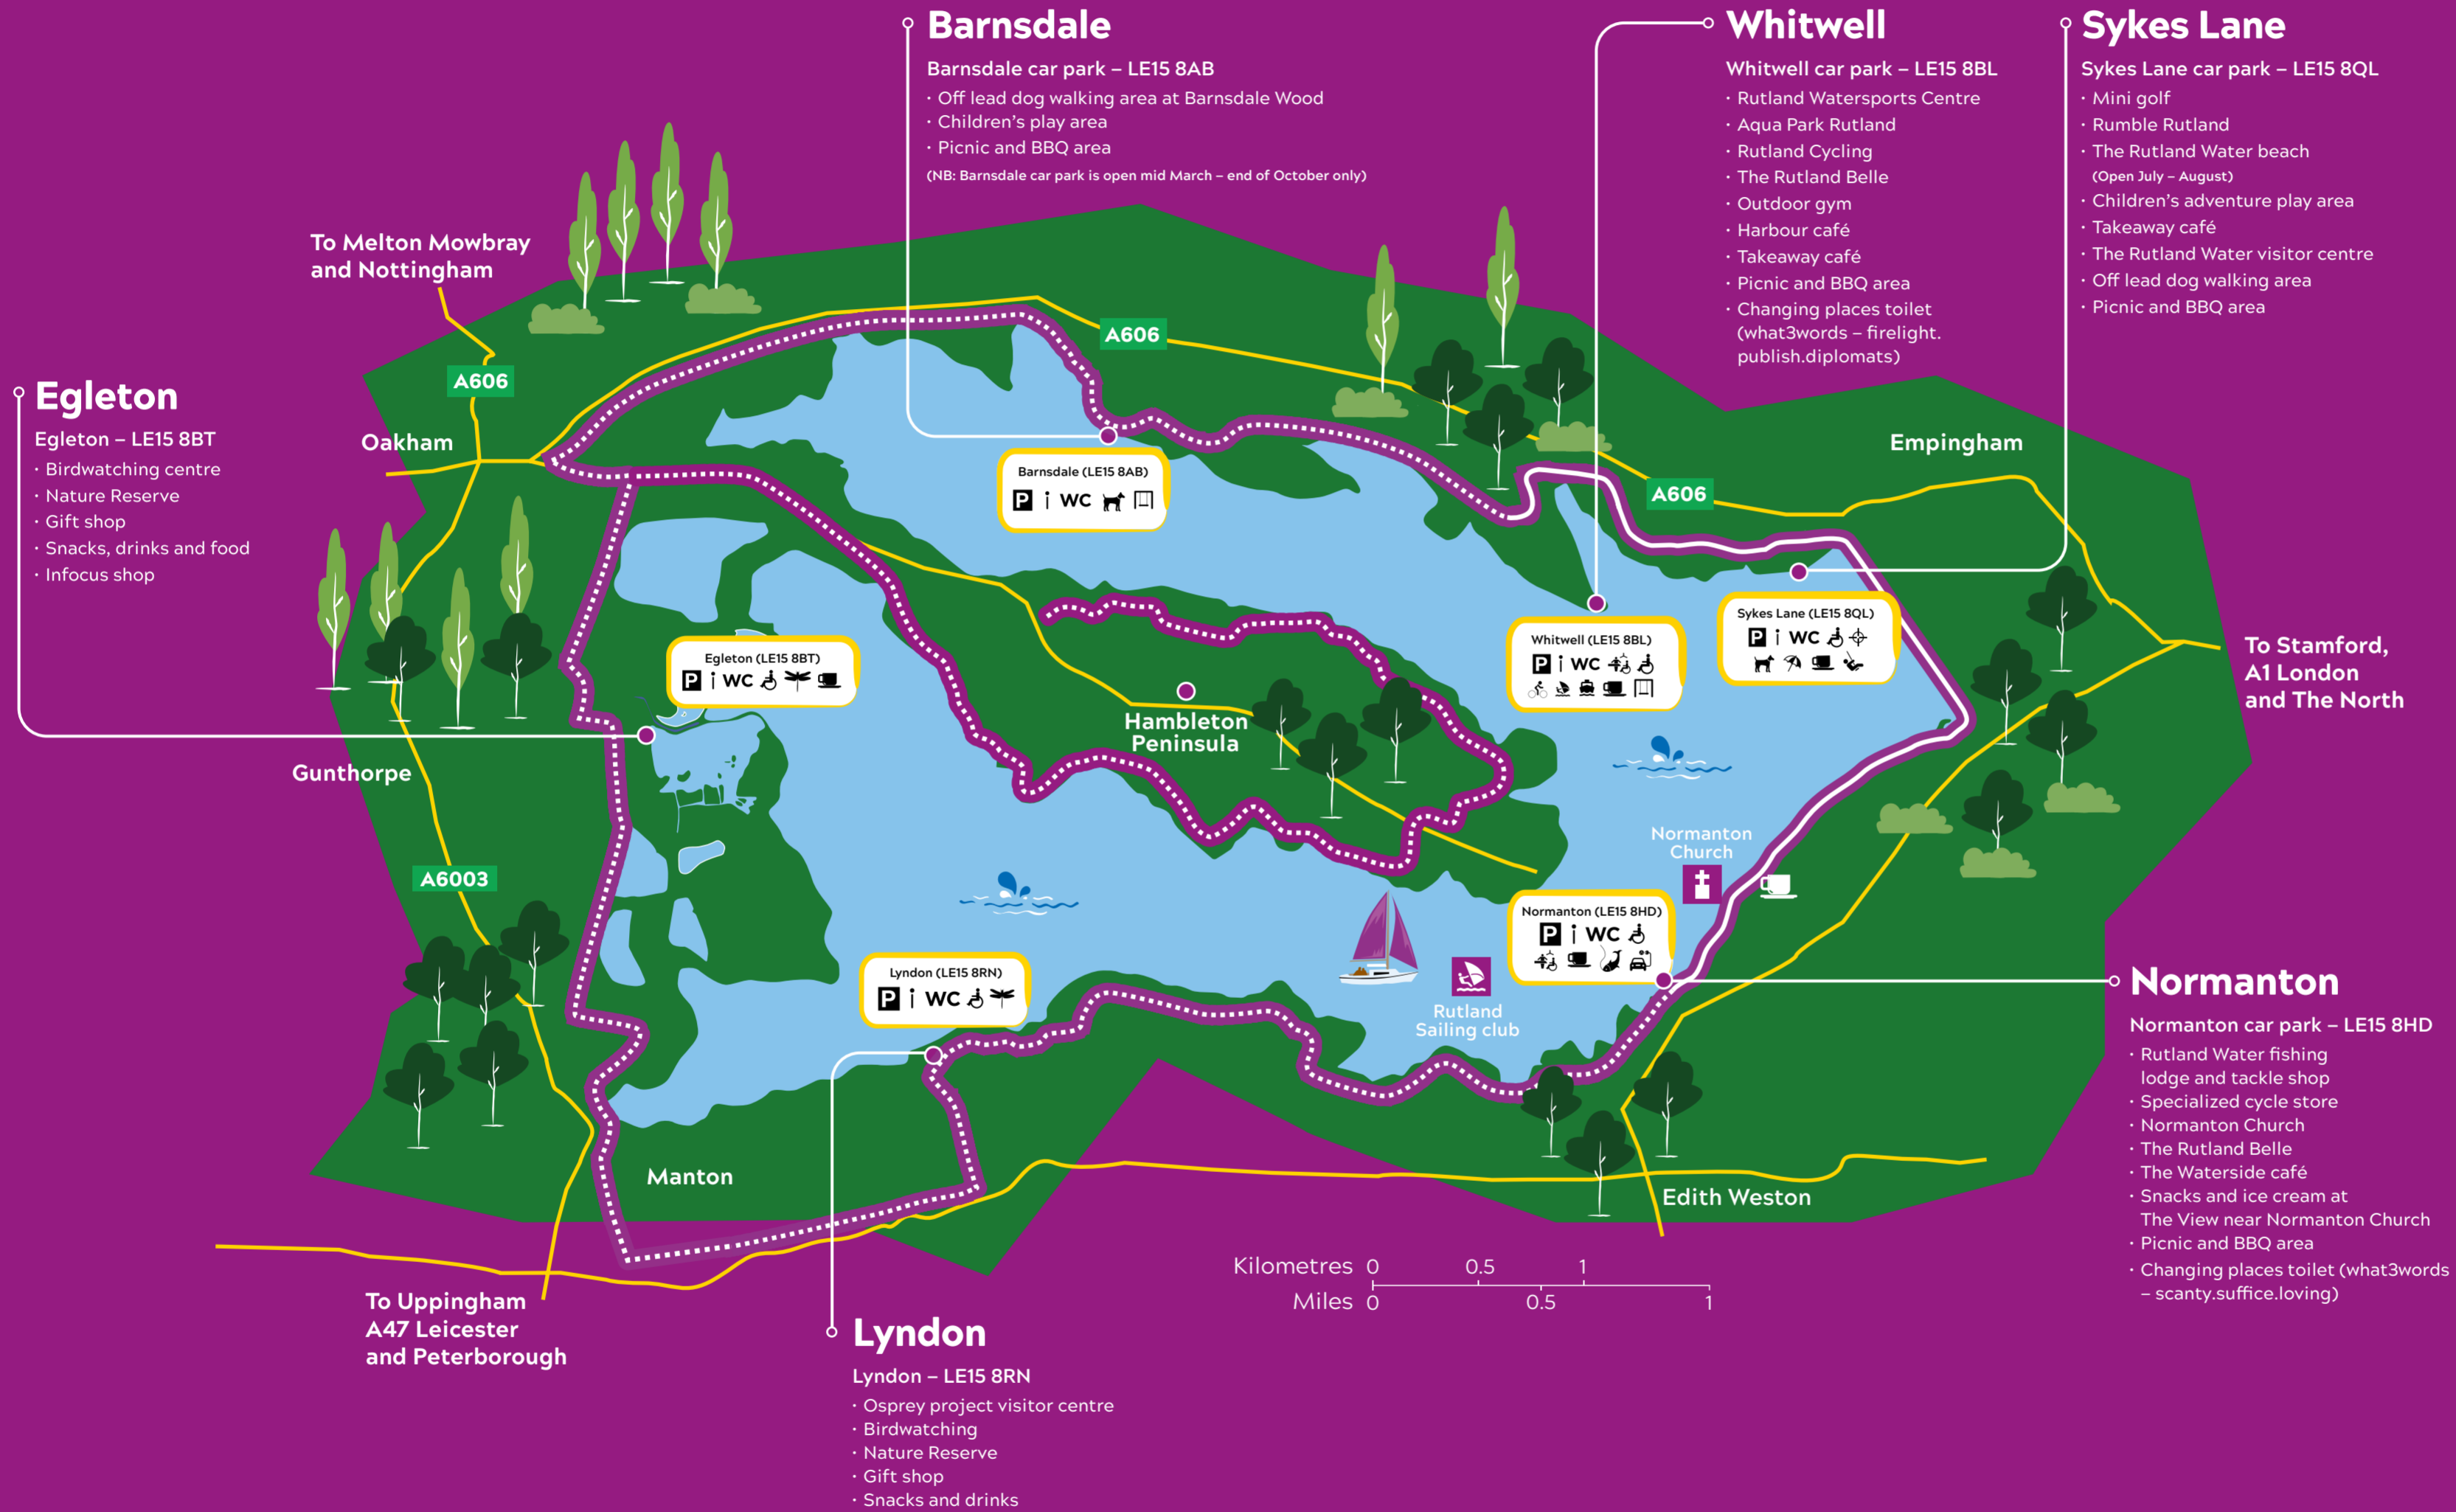 Barnsdale
Barnsdale car park – LE15 8AB
· Off lead dog walking area at Barnsdale Wood
· Children's play area
· Picnic and BBQ area
(NB: Barnsdale car park is open mid March – end of October only)
Whitwell
Whitwell car park – LE15 8BL
· Rutland Watersports Centre
· Aqua Park Rutland
· Rutland Cycling
· The Rutland Belle
· Outdoor gym
· Harbour café
· Takeaway café
· Picnic and BBQ area
· Changing places toilet
(what3words – firelight.
publish.diplomats)
Sykes Lane
Sykes Lane car park – LE15 8QL
· Mini golf
· Rumble Rutland
· The Rutland Water beach
(Open July – August)
· Children's adventure play area
· Takeaway café
· The Rutland Water visitor centre
· Off lead dog walking area
· Picnic and BBQ area
To Melton Mowbray
and Nottingham
A606
A606
A606
Egleton
Egleton – LE15 8BT
· Birdwatching centre
· Nature Reserve
· Gift shop
· Snacks, drinks and food
· Infocus shop
Oakham
Empingham
Barnsdale (LE15 8AB)
P i WC
Whitwell (LE15 8BL)
P i WC
Sykes Lane (LE15 8QL)
P i WC
Egleton (LE15 8BT)
P i WC
To Stamford,
A1 London
and The North
Hambleton
Peninsula
Gunthorpe
A6003
Normanton
Church
Normanton (LE15 8HD)
P i WC
Lyndon (LE15 8RN)
P i WC
Rutland
Sailing club
Normanton
Normanton car park – LE15 8HD
· Rutland Water fishing
lodge and tackle shop
· Specialized cycle store
· Normanton Church
· The Rutland Belle
· The Waterside café
· Snacks and ice cream at
The View near Normanton Church
· Picnic and BBQ area
· Changing places toilet (what3words
– scanty.suffice.loving)
Manton
Edith Weston
Kilometres 0 0.5 1
Miles 0 0.5 1
To Uppingham
A47 Leicester
and Peterborough
Lyndon
Lyndon – LE15 8RN
· Osprey project visitor centre
· Birdwatching
· Nature Reserve
· Gift shop
· Snacks and drinks